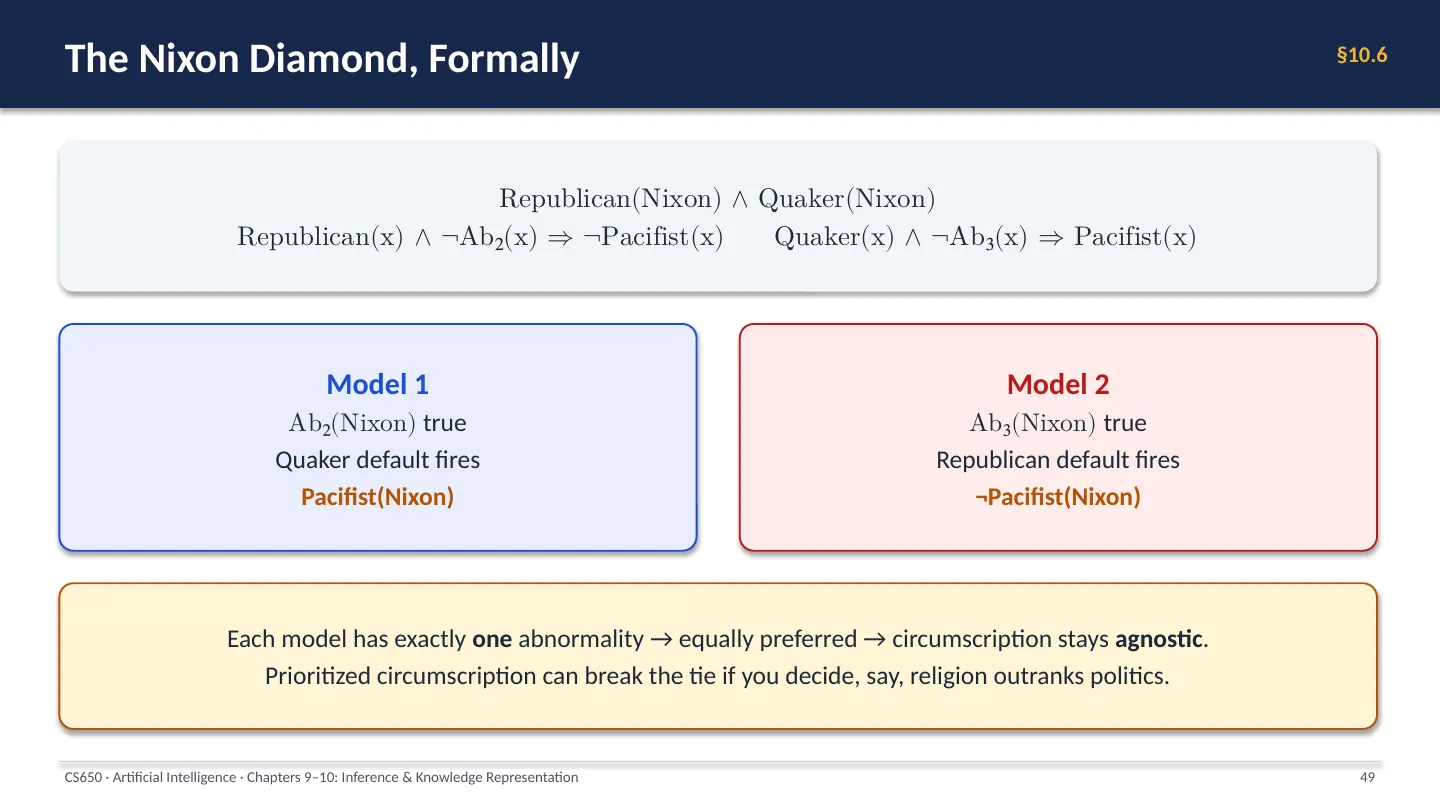 The Nixon Diamond, Formally
§10.6
Republican(Nixon) ∧ Quaker(Nixon)
Republican(x) ∧ ¬Ab₂(x) ⇒ ¬Pacifist(x) Quaker(x) ∧ ¬Ab₃(x) ⇒ Pacifist(x)
Model 1
Ab₂(Nixon) true
Quaker default fires
Pacifist(Nixon)
Model 2
Ab₃(Nixon) true
Republican default fires
¬Pacifist(Nixon)
Each model has exactly one abnormality → equally preferred → circumscription stays agnostic.
Prioritized circumscription can break the tie if you decide, say, religion outranks politics.
CS650 · Artificial Intelligence · Chapters 9–10: Inference & Knowledge Representation
49